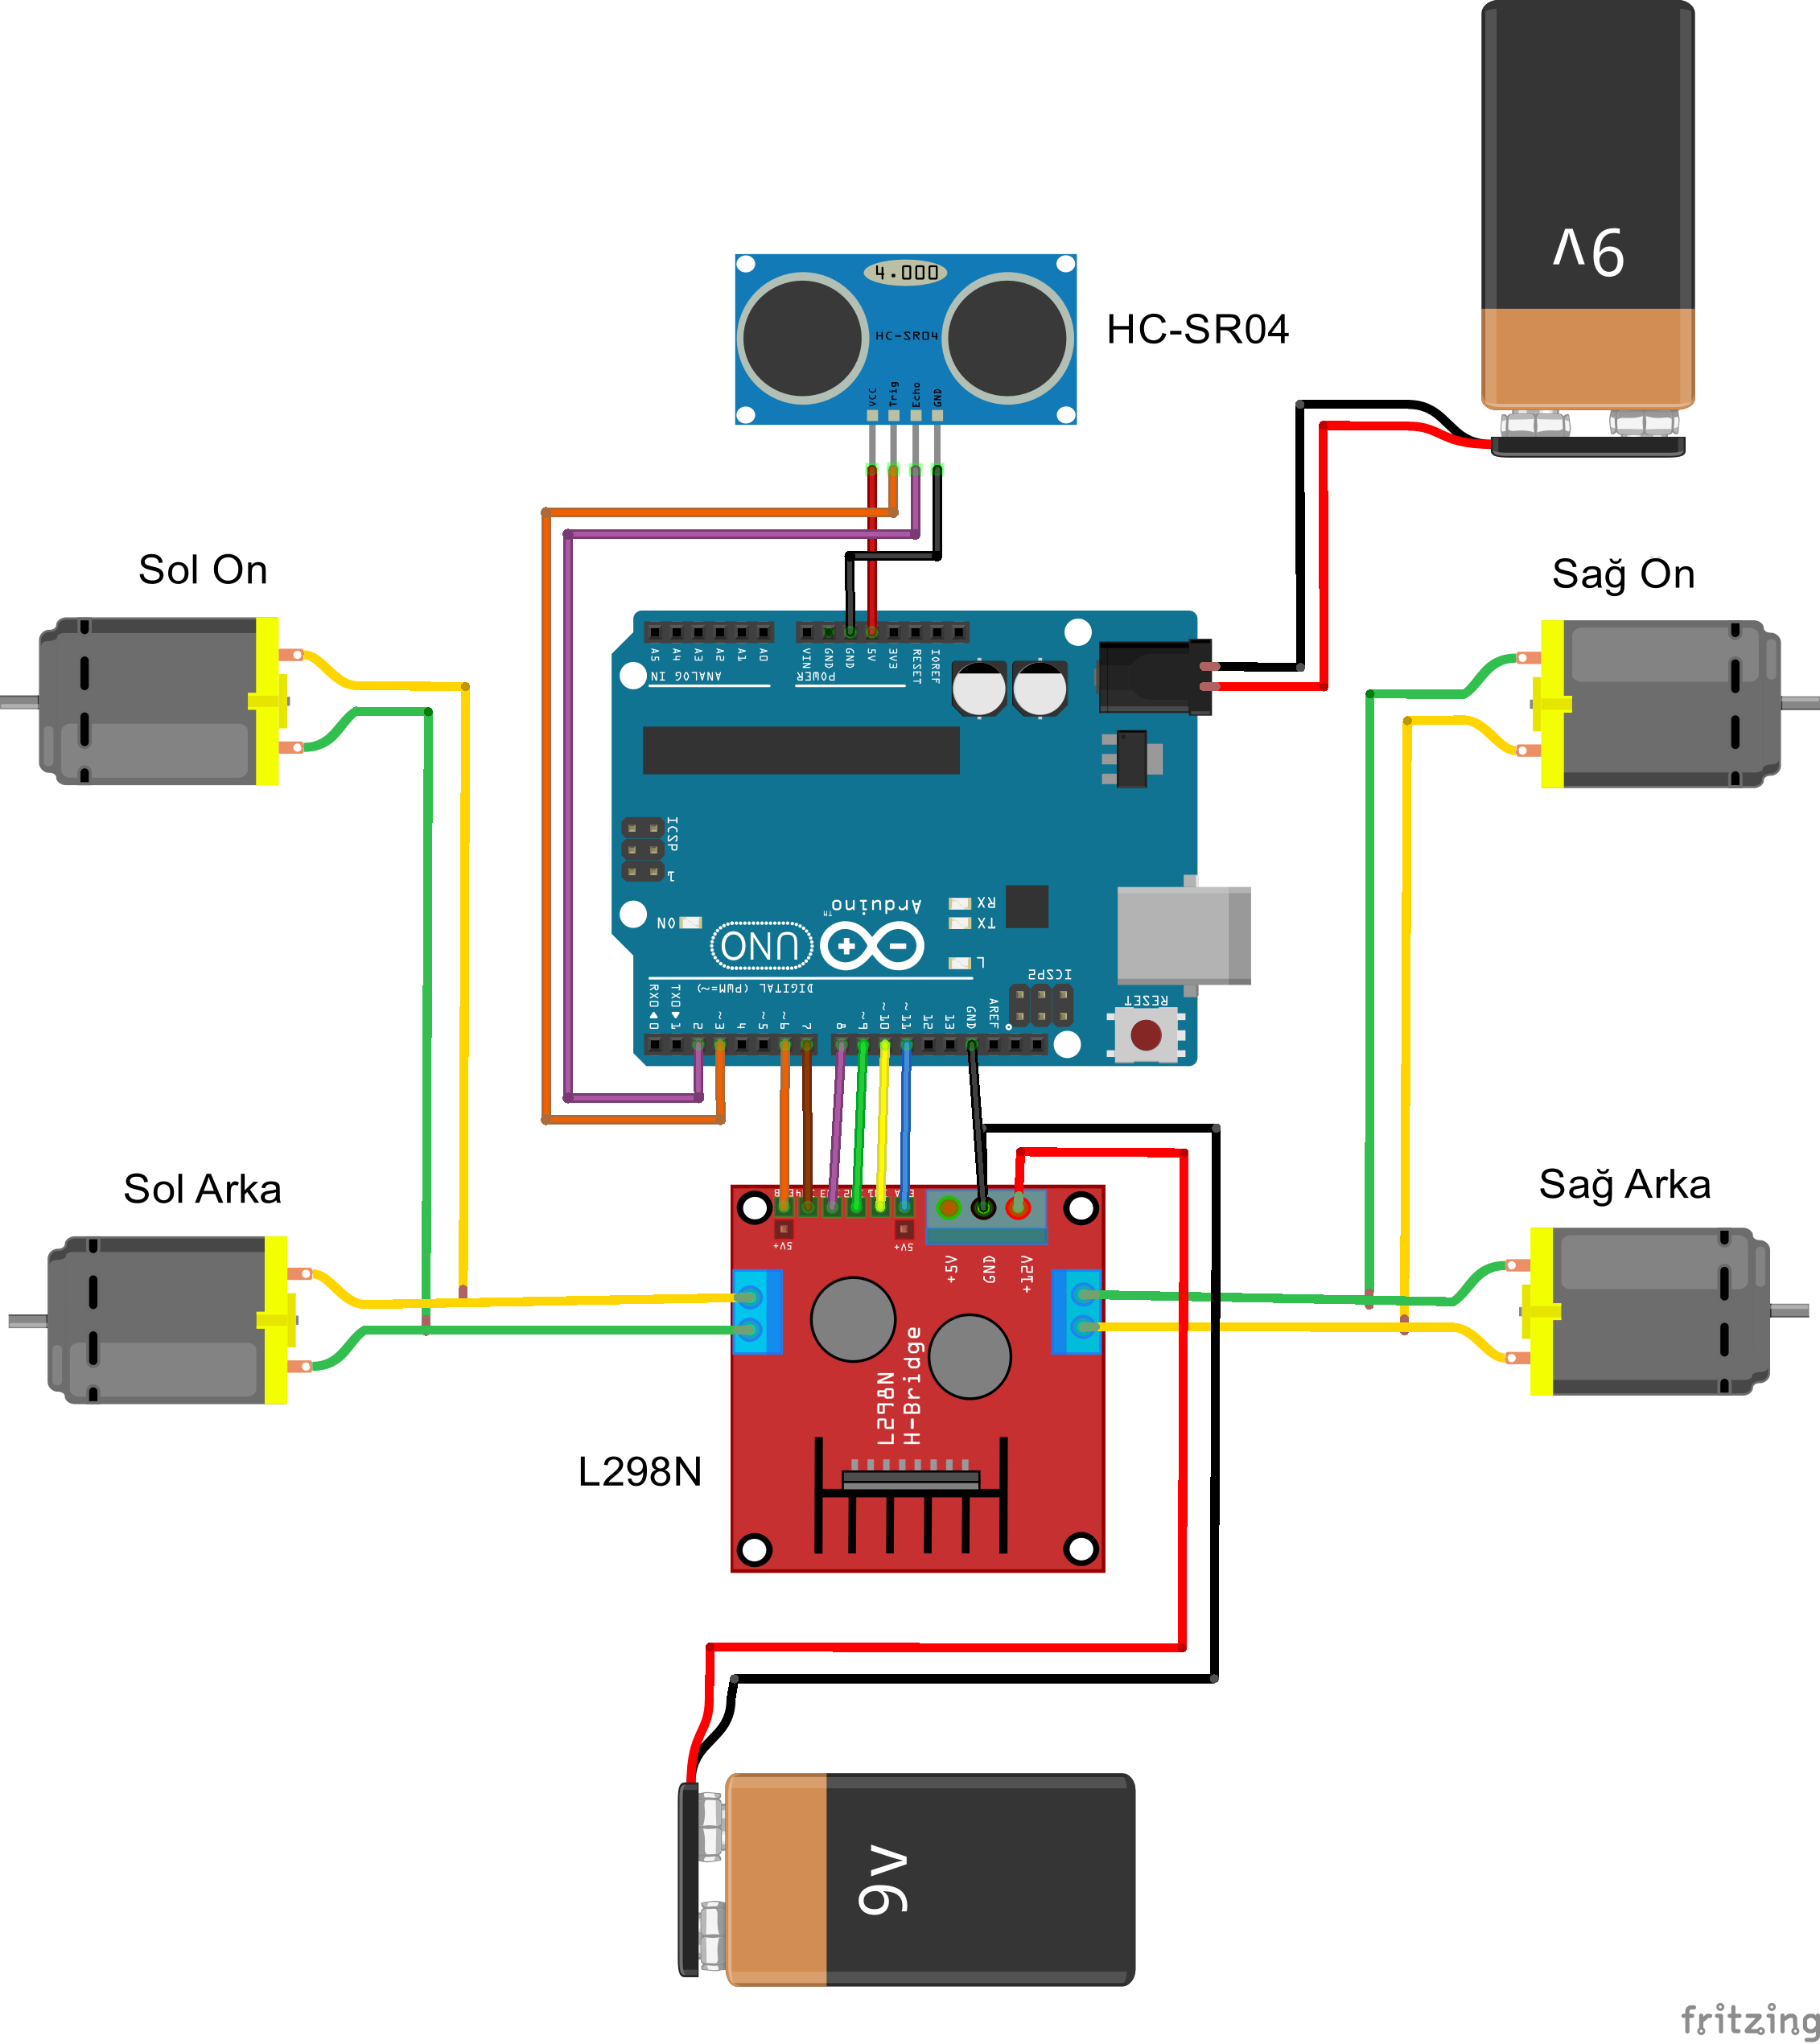 9V
4.000
HC-SR04
HC-SR04
VCC
Trig
Echo
GND
Sol On
Sağ On
A5
A4
A3
A2
A1
A0
VIN
GND
GND
5V
3V3
RESET
IOREF
ANALOG IN
POWER
ICSP
1
Arduino
TM
RX
TX
ON
UNO
L
ICSP2
DIGITAL (PWM=~)
RESET
RX0
0
TX0
1
2
~3
4
~5
~6
7
8
~9
~10
~11
12
13
GND
AREF
Sol Arka
Sağ Arka
5V+
5V+
+5V
GND
+12V
L298N
H-Bridge
L298N
9V
fritzing